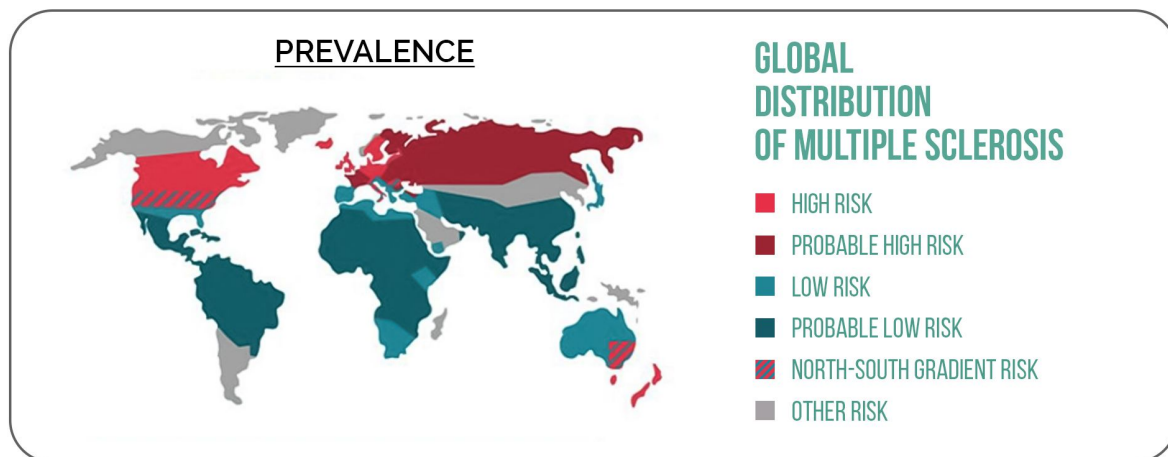 PREVALENCE
GLOBAL
DISTRIBUTION
OF MULTIPLE SCLEROSIS
HIGH RISK
PROBABLE HIGH RISK
LOW RISK
PROBABLE LOW RISK
NORTH-SOUTH GRADIENT RISK
OTHER RISK